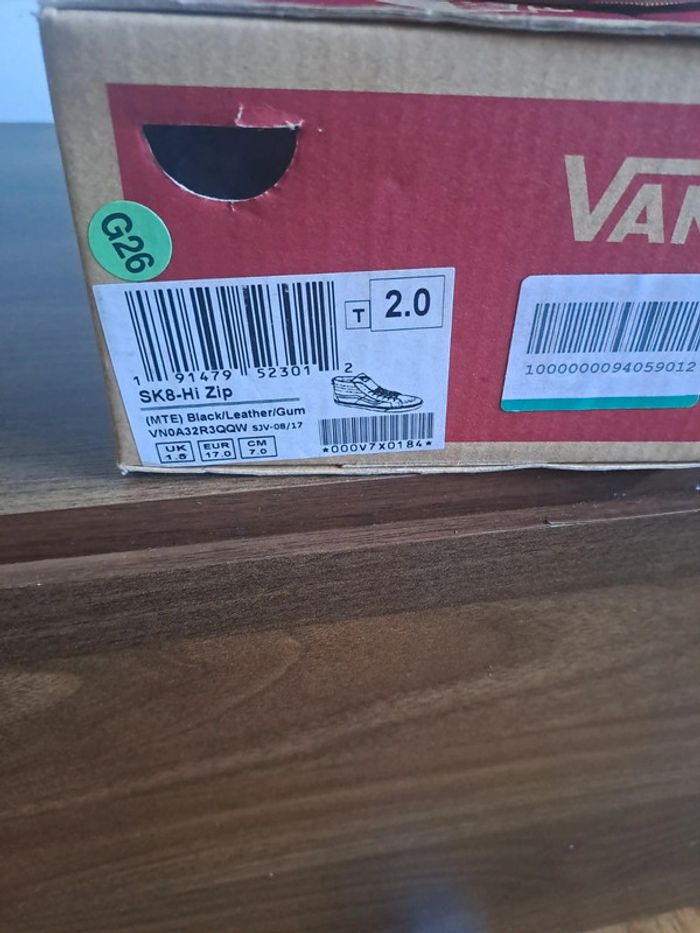 VAN
G26
T 2.0
1 91479 52301 2
1000000094059012
SK8-Hi Zip
(MTE) Black/Leather/Gum
VN0A32R3QQW SJV-08/17
UK EUR CM
1.5 17.0 7.0
*000V7X0184*